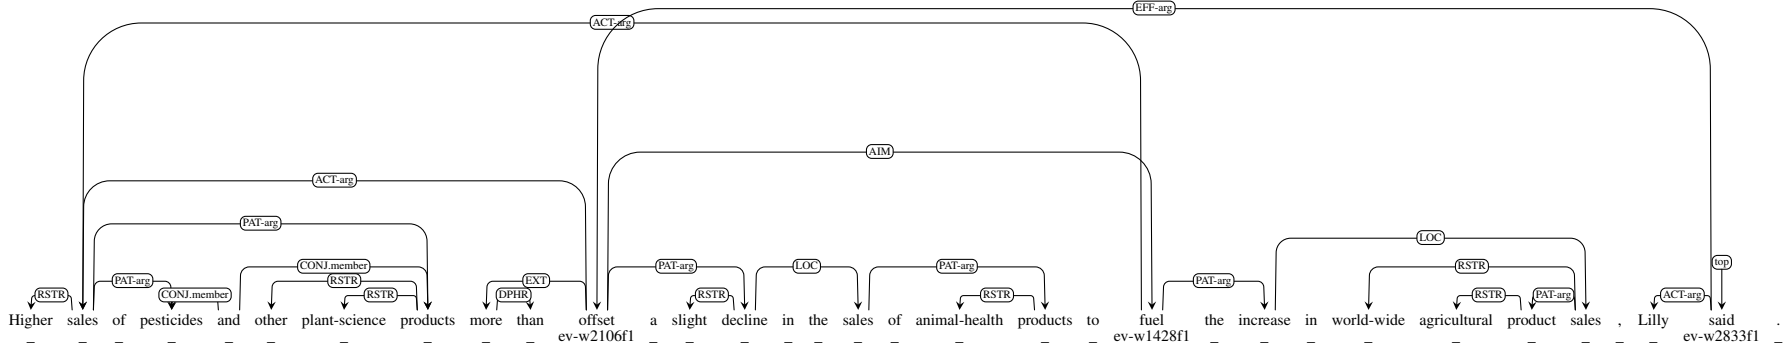 EFF-arg
ACT-arg
AIM
ACT-arg
PAT-arg
LOC
CONJ.member PAT-arg LOC PAT-arg RSTR top
PAT-arg RSTR EXT PAT-arg
RSTR CONJ.member RSTR DPHR RSTR RSTR RSTR PAT-arg ACT-arg
Higher sales of pesticides and other plant-science products more than offset a slight decline in the sales of animal-health products to fuel the increase in world-wide agricultural product sales , Lilly said .
_ _ _ _ _ _ _ _ _ _ ev-w2106f1 _ _ _ _ _ _ _ _ _ _ ev-w1428f1 _ _ _ _ _ _ _ _ _ ev-w2833f1 _